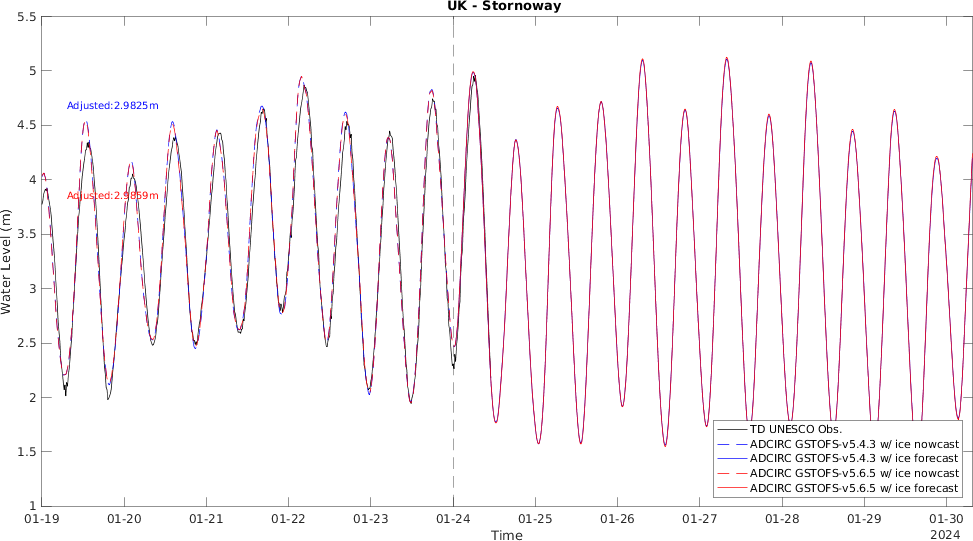 UK - Stornoway
5.5
5
4.5
4
3.5
3
2.5
2
1.5
1
Water Level (m)
Adjusted:2.9825m
Adjusted:2.9869m
TD UNESCO Obs.
ADCIRC GSTOFS-v5.4.3 w/ ice nowcast
ADCIRC GSTOFS-v5.4.3 w/ ice forecast
ADCIRC GSTOFS-v5.6.5 w/ ice nowcast
ADCIRC GSTOFS-v5.6.5 w/ ice forecast
01-19 01-20 01-21 01-22 01-23 01-24 01-25 01-26 01-27 01-28 01-29 01-30
Time
2024